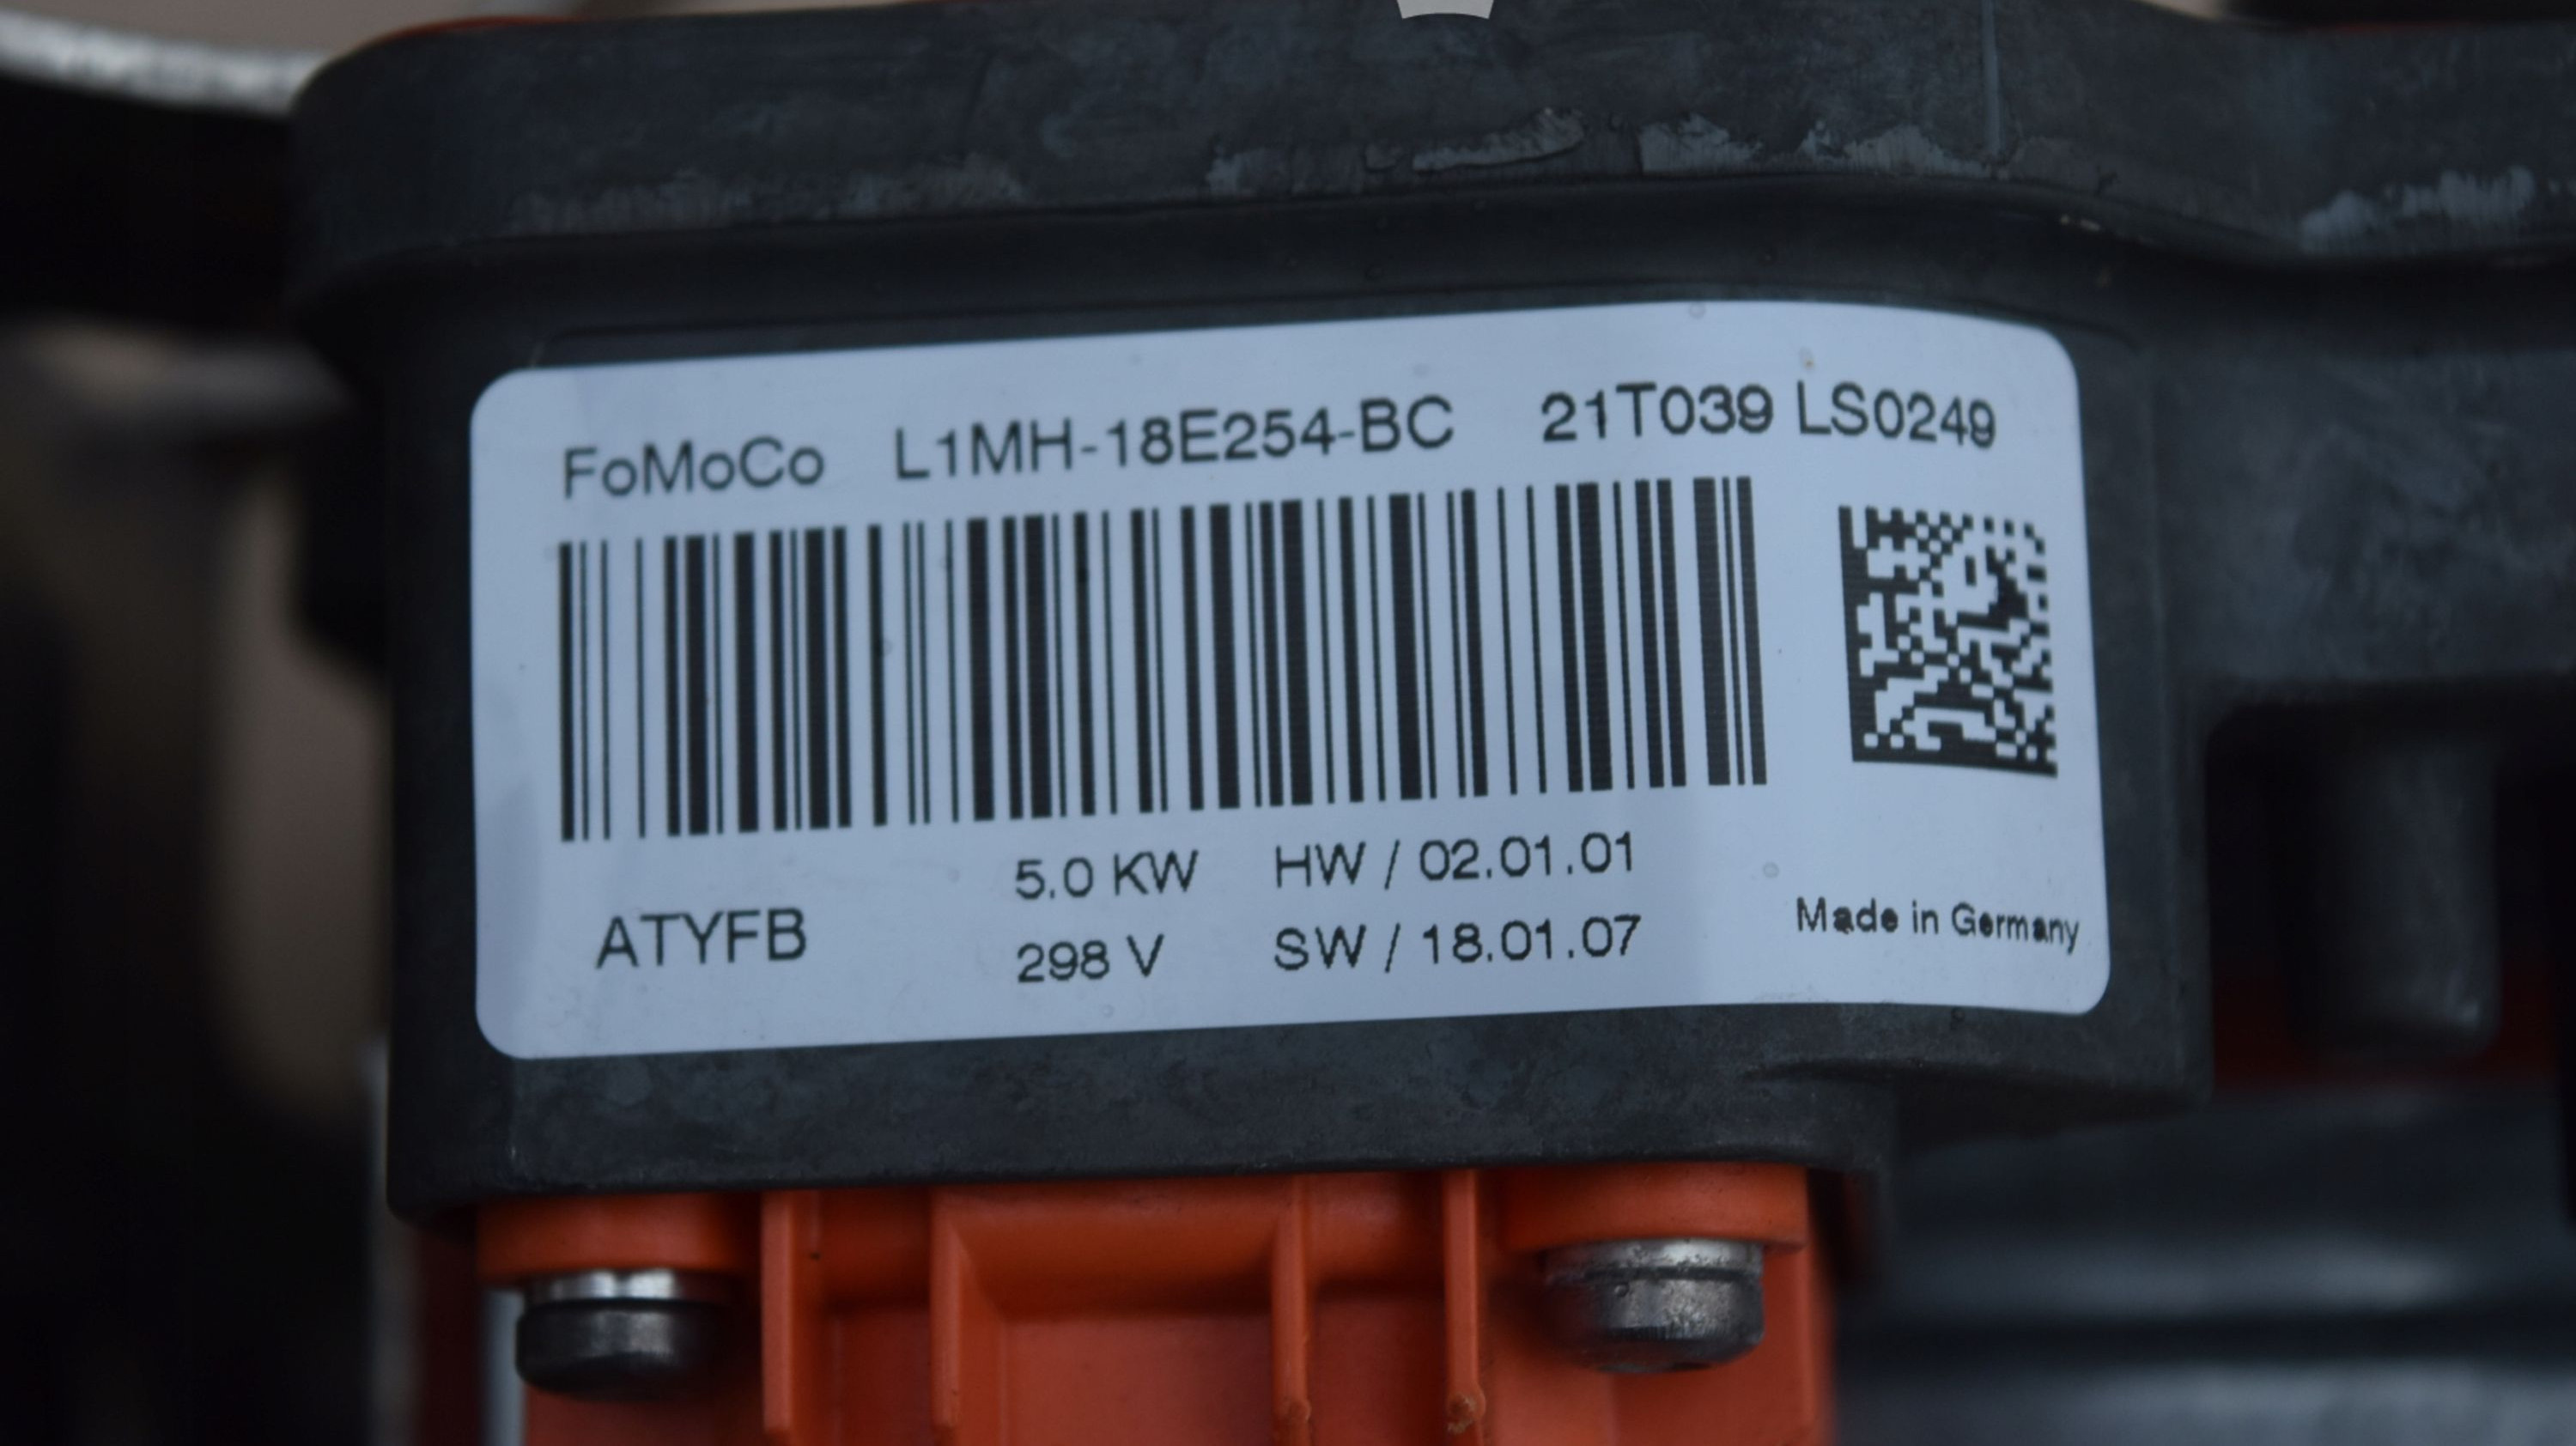 FoMoCo L1MH-18E254-BC 21T039 LS0249
5.0 KW HW / 02.01.01
ATYFB 298 V SW / 18.01.07
Made in Germany